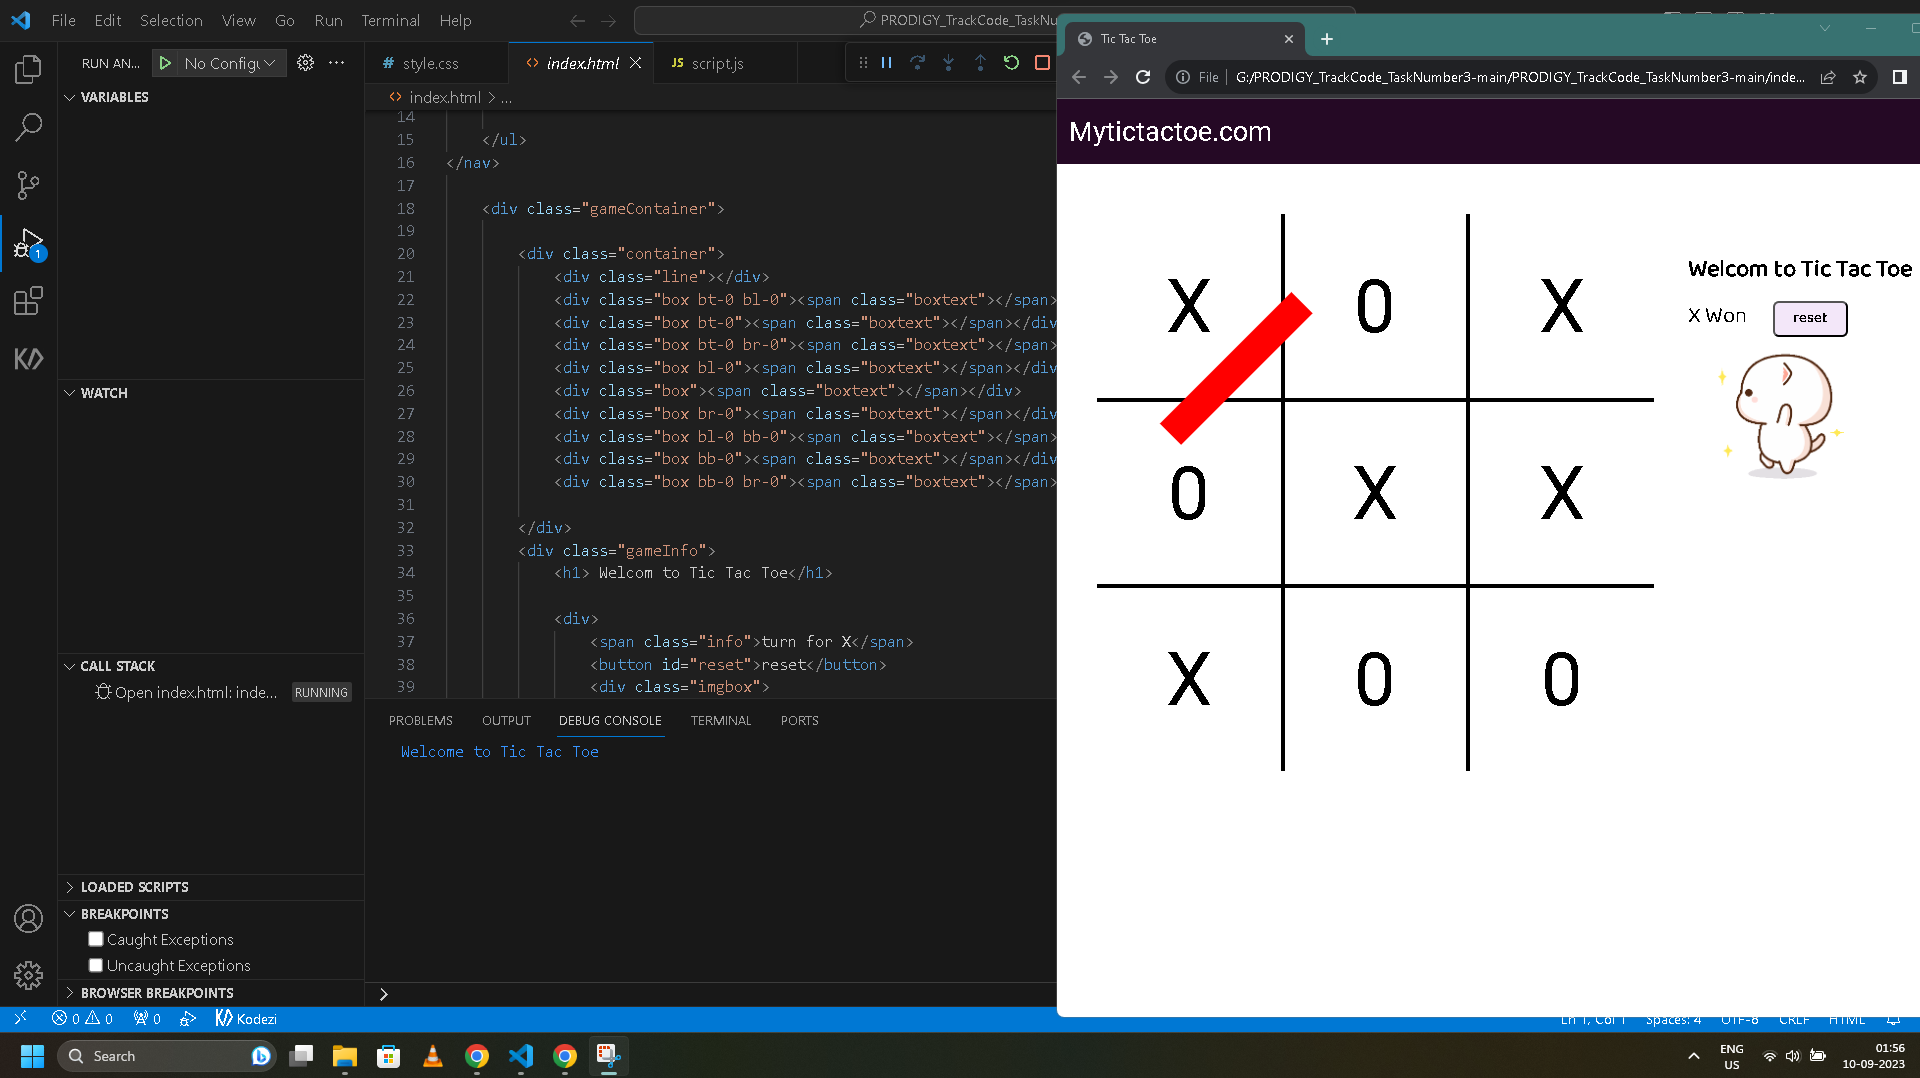 File Edit Selection View Go Run Terminal Help
PRODIGY_TrackCode_TaskNu
RUN AN... No Configu
VARIABLES
WATCH
CALL STACK
Open index.html: inde... RUNNING
LOADED SCRIPTS
BREAKPOINTS
Caught Exceptions
Uncaught Exceptions
BROWSER BREAKPOINTS
# style.css <> index.html JS script.js
<> index.html > ...
14
15 </ul>
16 </nav>
17
18 <div class="gameContainer">
19
20 <div class="container">
21 <div class="line"></div>
22 <div class="box bt-0 bl-0"><span class="boxtext"></span>
23 <div class="box bt-0"><span class="boxtext"></span></div
24 <div class="box bt-0 br-0"><span class="boxtext"></span>
25 <div class="box bl-0"><span class="boxtext"></span></div
26 <div class="box"><span class="boxtext"></span></div>
27 <div class="box br-0"><span class="boxtext"></span></div
28 <div class="box bl-0 bb-0"><span class="boxtext"></span>
29 <div class="box bb-0"><span class="boxtext"></span></div
30 <div class="box bb-0 br-0"><span class="boxtext"></span>
31
32 </div>
33 <div class="gameInfo">
34 <h1> Welcom to Tic Tac Toe</h1>
35
36 <div>
37 <span class="info">turn for X</span>
38 <button id="reset">reset</button>
39 <div class="imgbox">
PROBLEMS OUTPUT DEBUG CONSOLE TERMINAL PORTS
Welcome to Tic Tac Toe
Tic Tac Toe
File G:/PRODIGY_TrackCode_TaskNumber3-main/PRODIGY_TrackCode_TaskNumber3-main/inde...
Mytictactoe.com
X 0 X
0 X X
X 0 0
Welcom to Tic Tac Toe
X Won reset
1
0 0 0 Kodezi
Ln 1, Col 1 Spaces: 4 UTF-8 CRLF HTML
Search
ENG
US
01:56
10-09-2023